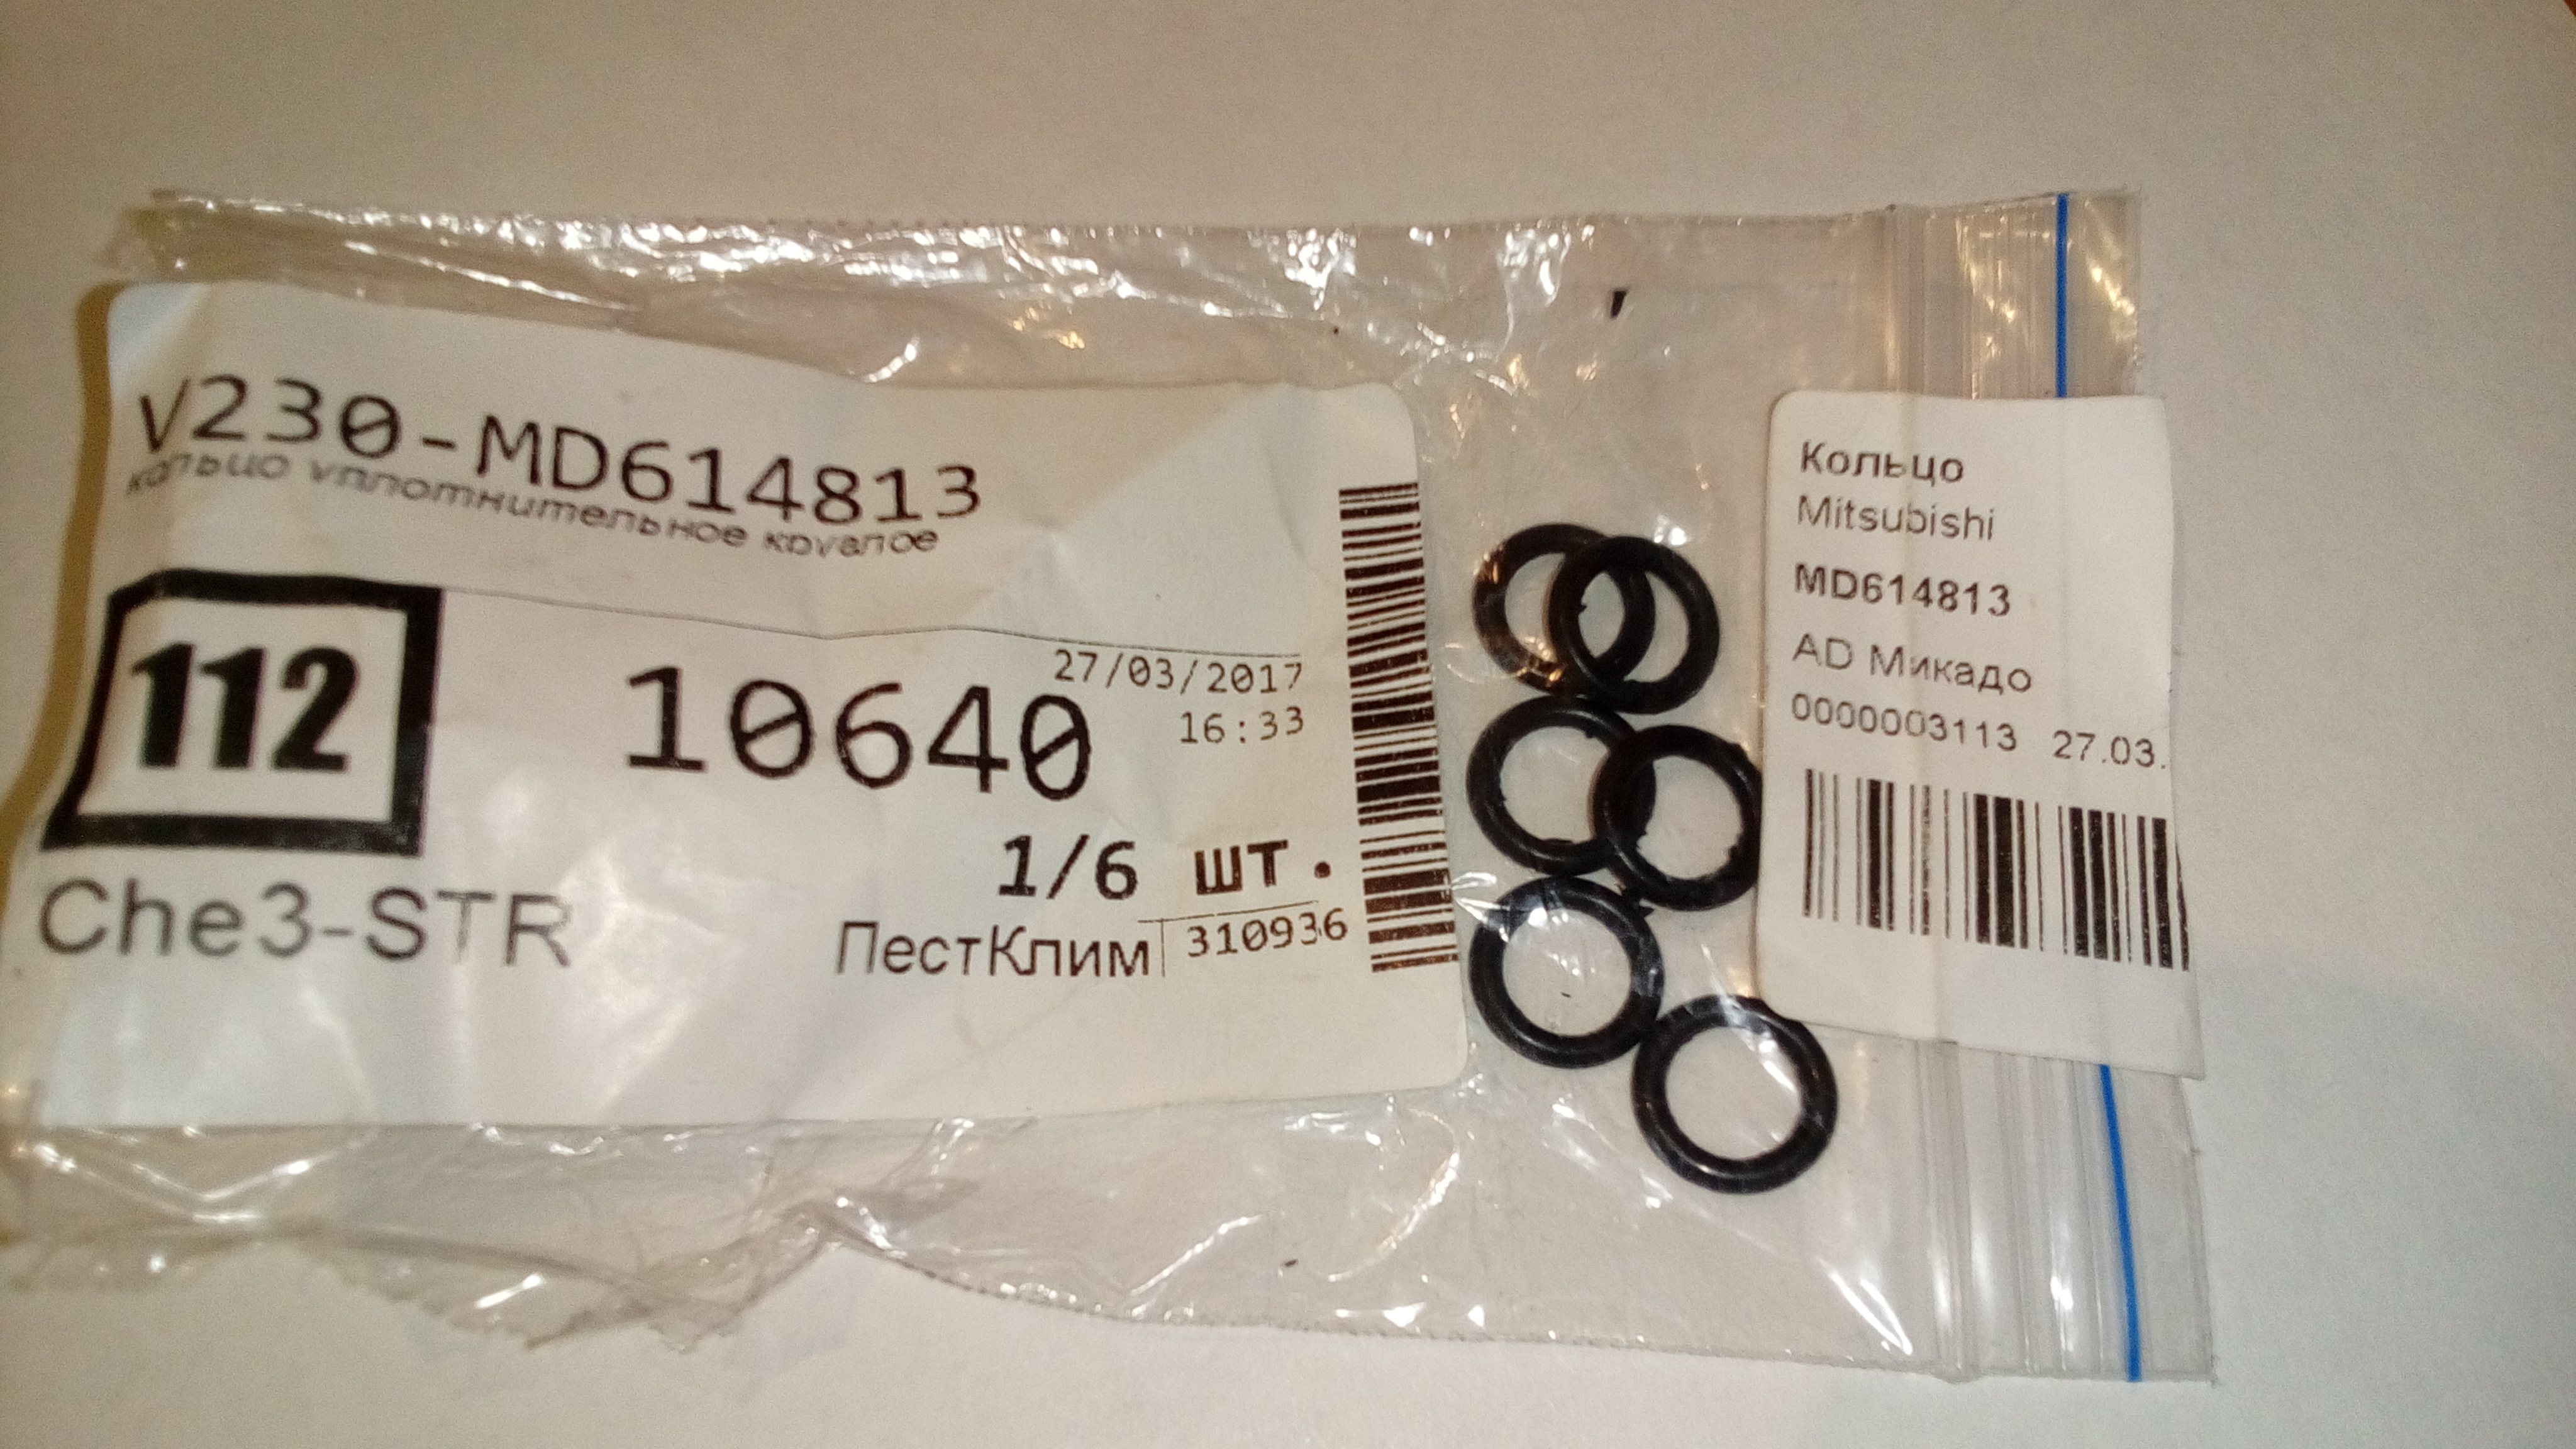 V230-MD614813
кольцо уплотнительное круглое
112
10640
27/03/2017
16:33
1/6 шт.
Che3-STR
ПестКлим
310936
Кольцо
Mitsubishi
MD614813
AD Микадо
0000003113 27.03.